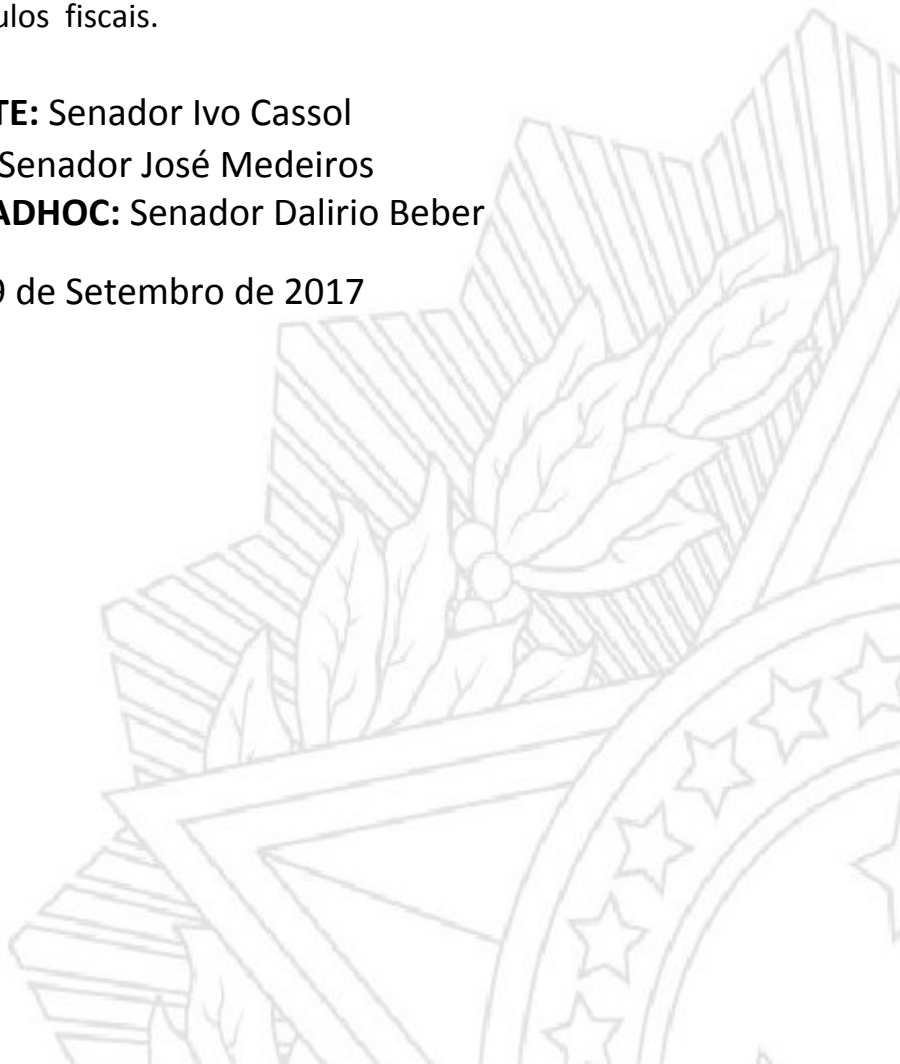 ulos fiscais.
TE: Senador Ivo Cassol
Senador José Medeiros
ADHOC: Senador Dalirio Beber
9 de Setembro de 2017